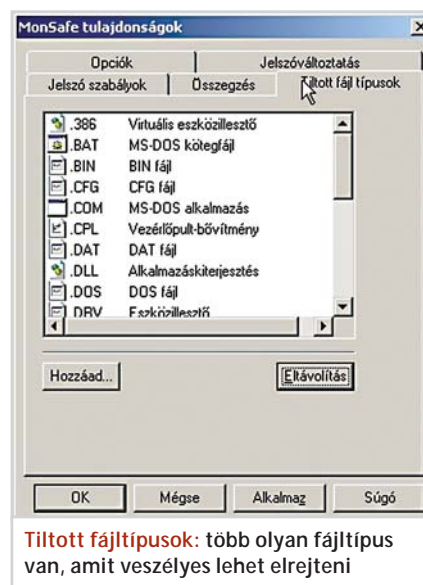 MonSafe tulajdonságok
Opciók
Jelszóváltoztatás
Jelszó szabályok
Összegzés
Tiltott fájl típusok
.386 Virtuális eszközillesztő
.BAT MS-DOS kötegfájl
.BIN BIN fájl
.CFG CFG fájl
.COM MS-DOS alkalmazás
.CPL Vezérlőpult-bővítmény
.DAT DAT fájl
.DLL Alkalmazáskiterjesztés
.DOS DOS fájl
.DRV Eszközillesztő
Hozzáad...
Eltávolítás
OK
Mégse
Alkalmaz
Súgó
Tiltott fájltípusok: több olyan fájltípus
van, amit veszélyes lehet elrejteni